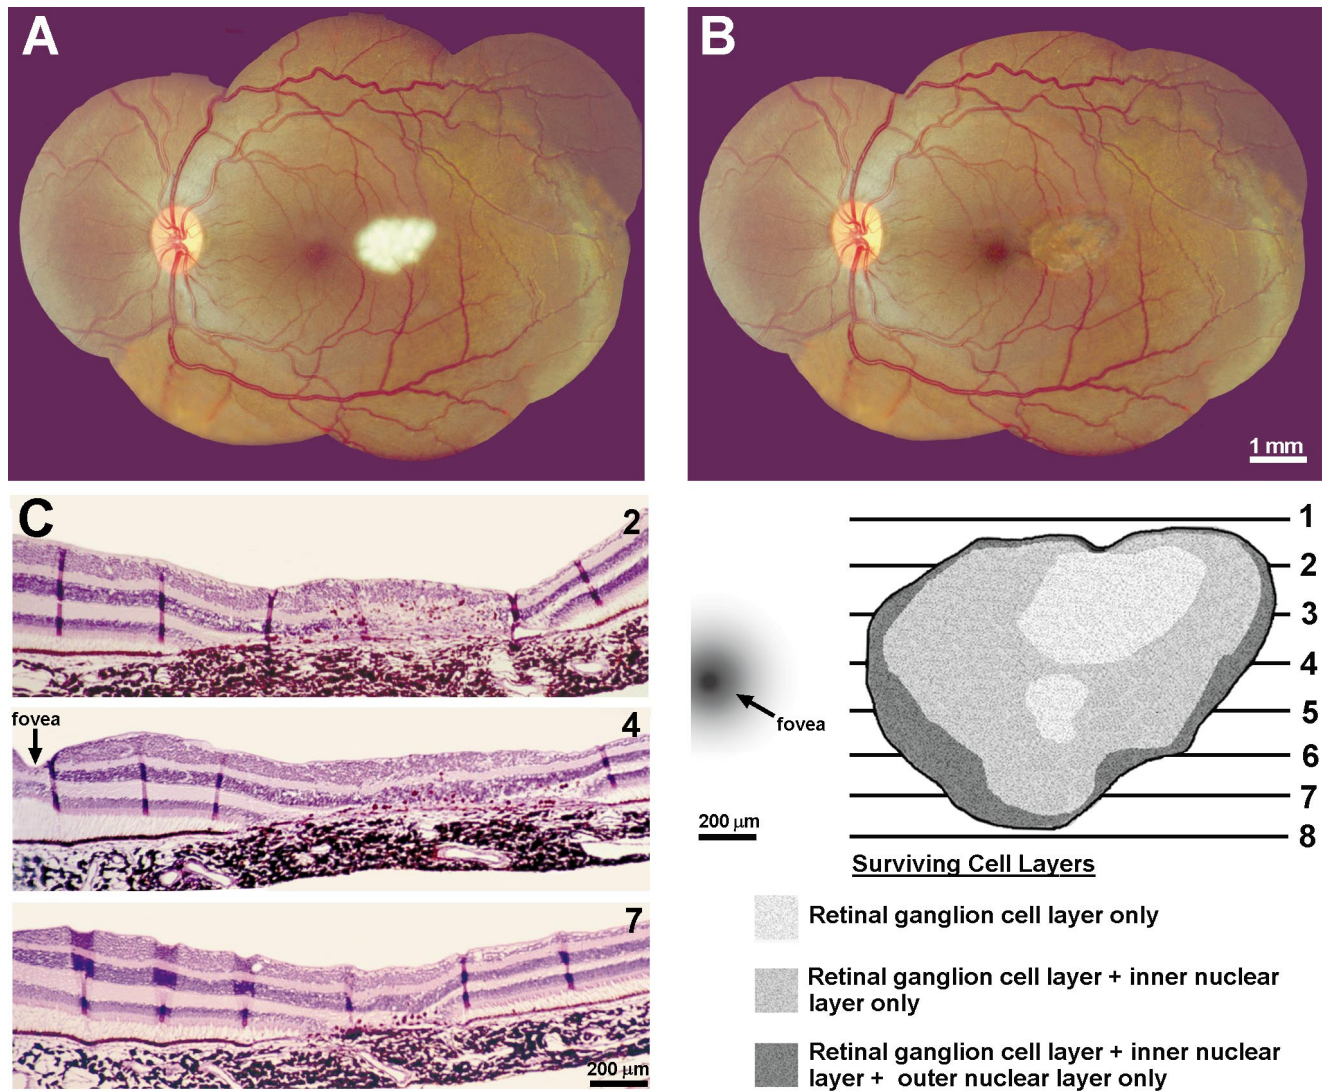 A
B
1 mm
C
2
fovea
4
7
200 µm
1
2
3
4
5
6
7
8
fovea
200 µm
Surviving Cell Layers
Retinal ganglion cell layer only
Retinal ganglion cell layer + inner nuclear
layer only
Retinal ganglion cell layer + inner nuclear
layer + outer nuclear layer only